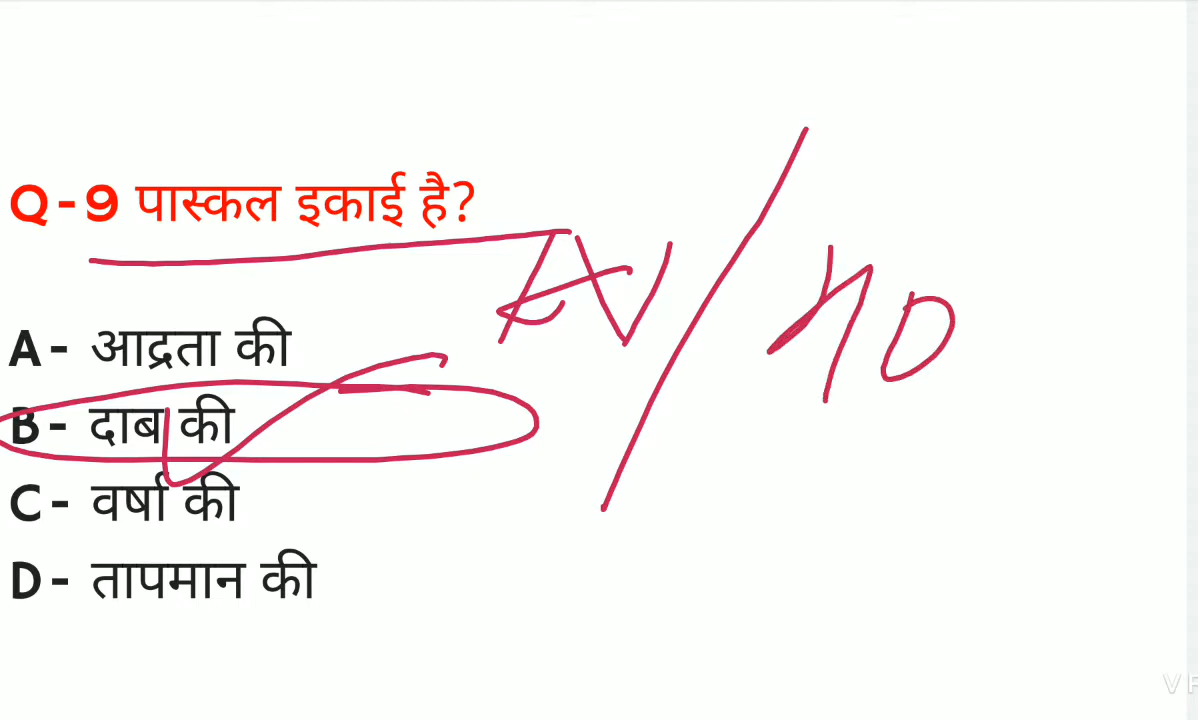 Q-9 पास्कल इकाई है?
A- आद्रता की
B- दाब की
C- वर्षा की
D- तापमान की